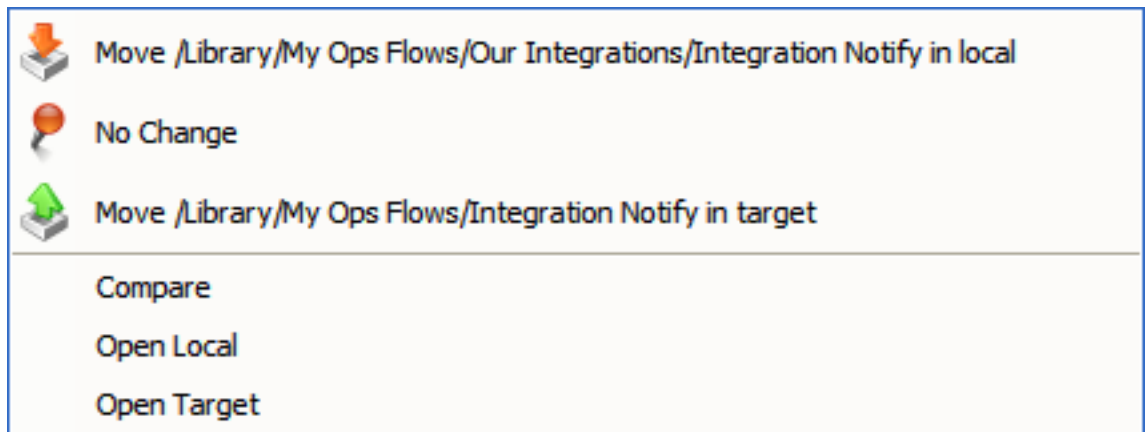 Move /Library/My Ops Flows/Our Integrations/Integration Notify in local
No Change
Move /Library/My Ops Flows/Integration Notify in target
Compare
Open Local
Open Target